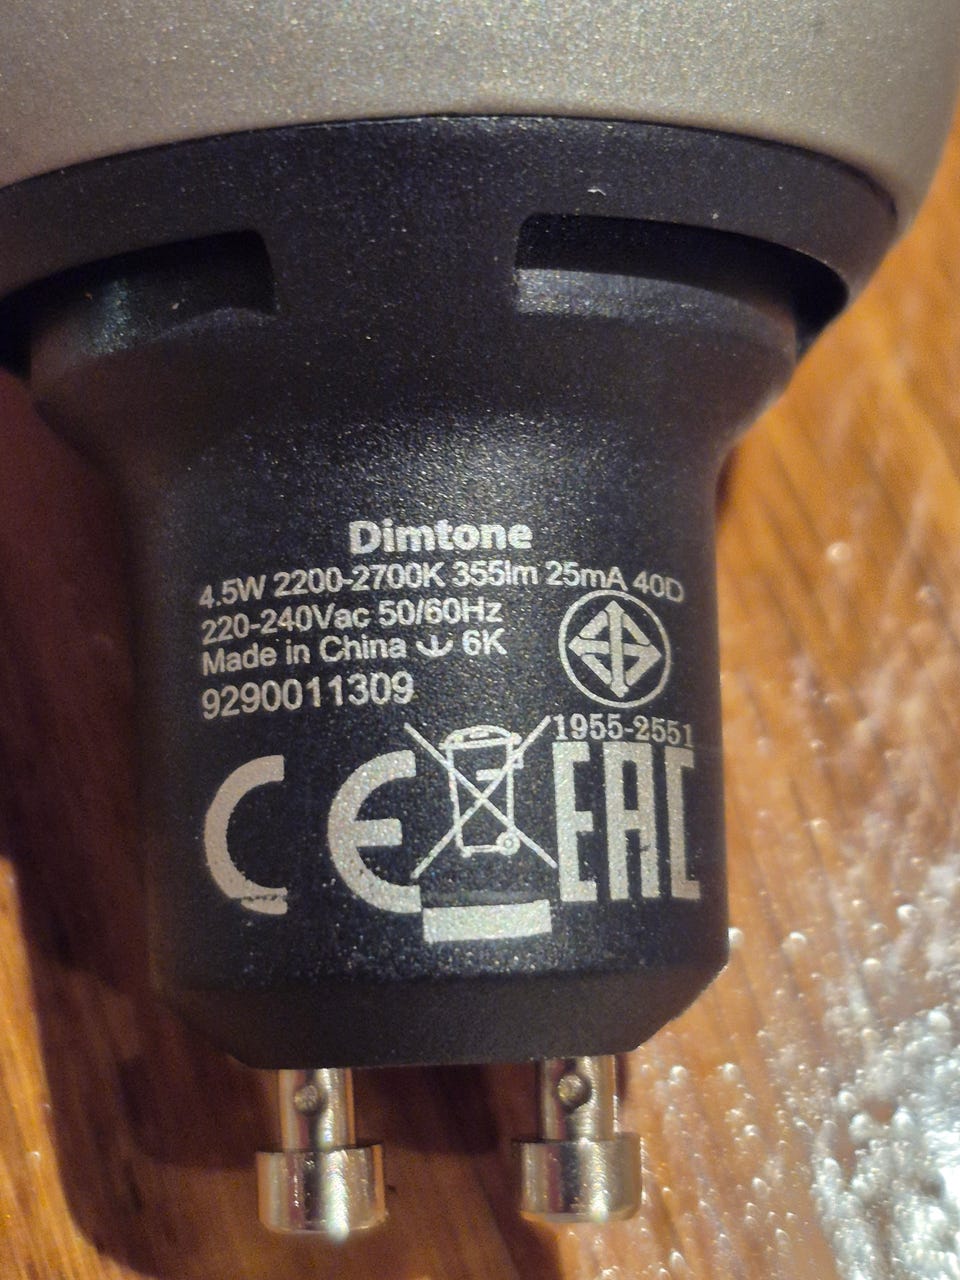 Dimtone
4.5W 2200-2700K 355lm 25mA 40D
220-240Vac 50/60Hz
Made in China 6K
9290011309
1955-2551
CE EAC